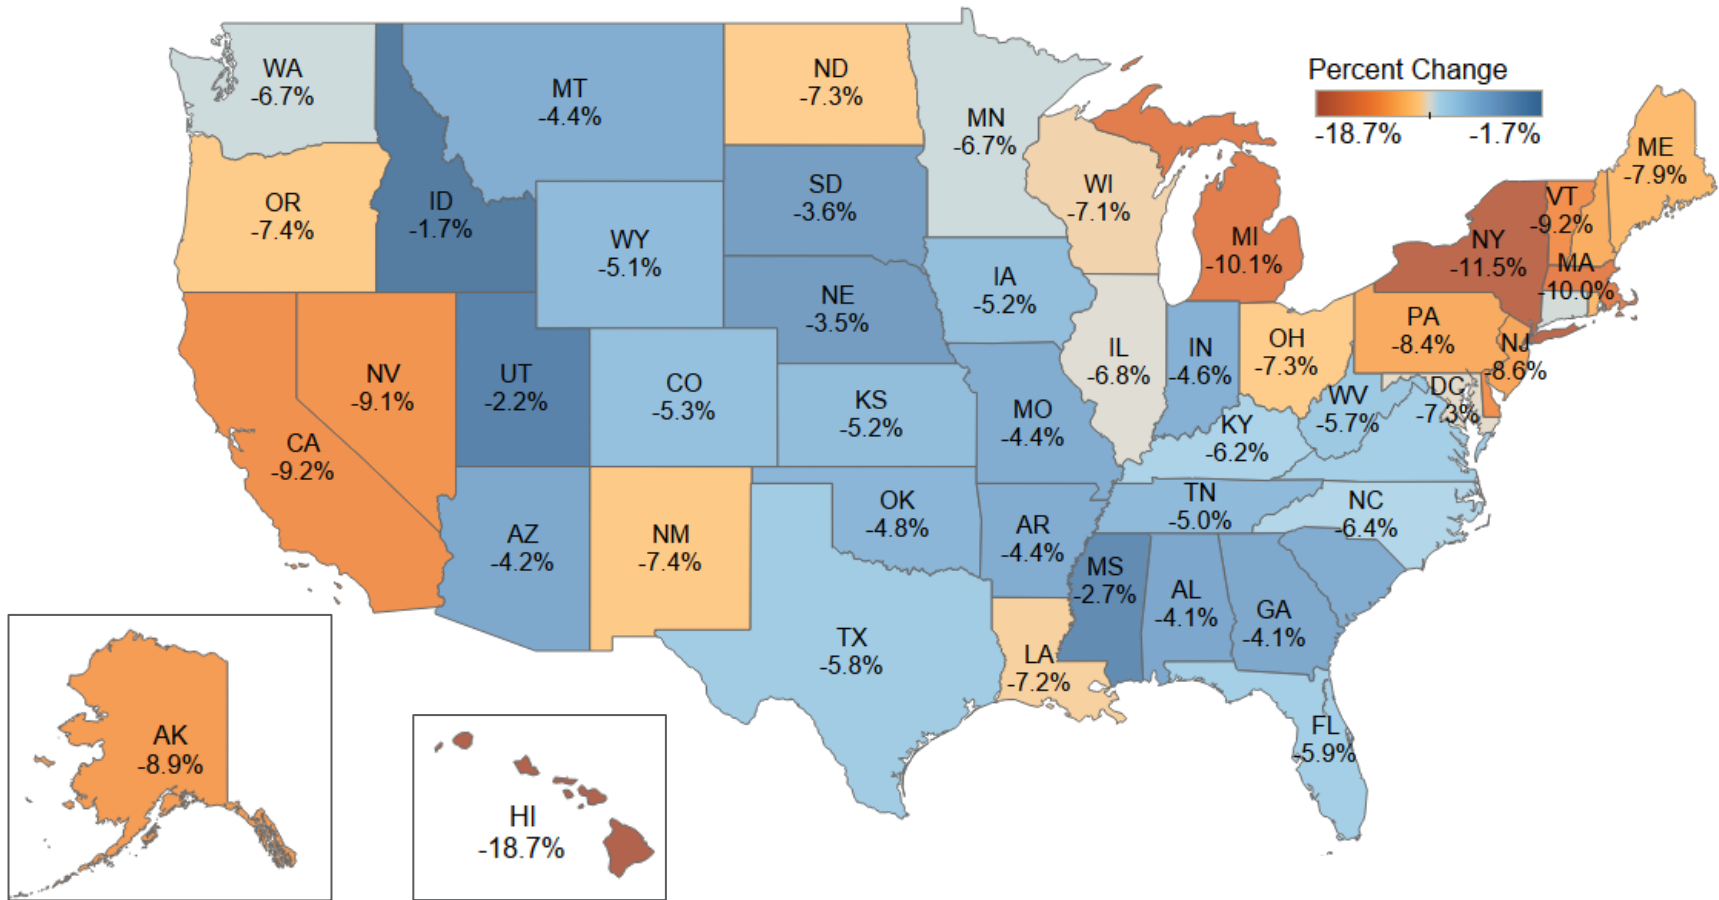 WA
-6.7%
MT
-4.4%
ND
-7.3%
MN
-6.7%
Percent Change
-18.7% -1.7%
ME
-7.9%
OR
-7.4%
ID
-1.7%
WY
-5.1%
SD
-3.6%
WI
-7.1%
MI
-10.1%
NY
-11.5%
VT
-9.2%
MA
-10.0%
NE
-3.5%
IA
-5.2%
PA
-8.4%
NJ
-8.6%
CA
-9.2%
NV
-9.1%
UT
-2.2%
CO
-5.3%
KS
-5.2%
MO
-4.4%
IL
-6.8%
IN
-4.6%
OH
-7.3%
WV
-5.7%
DC
-7.3%
KY
-6.2%
AZ
-4.2%
NM
-7.4%
OK
-4.8%
AR
-4.4%
TN
-5.0%
NC
-6.4%
MS
-2.7%
AL
-4.1%
GA
-4.1%
TX
-5.8%
LA
-7.2%
FL
-5.9%
AK
-8.9%
HI
-18.7%